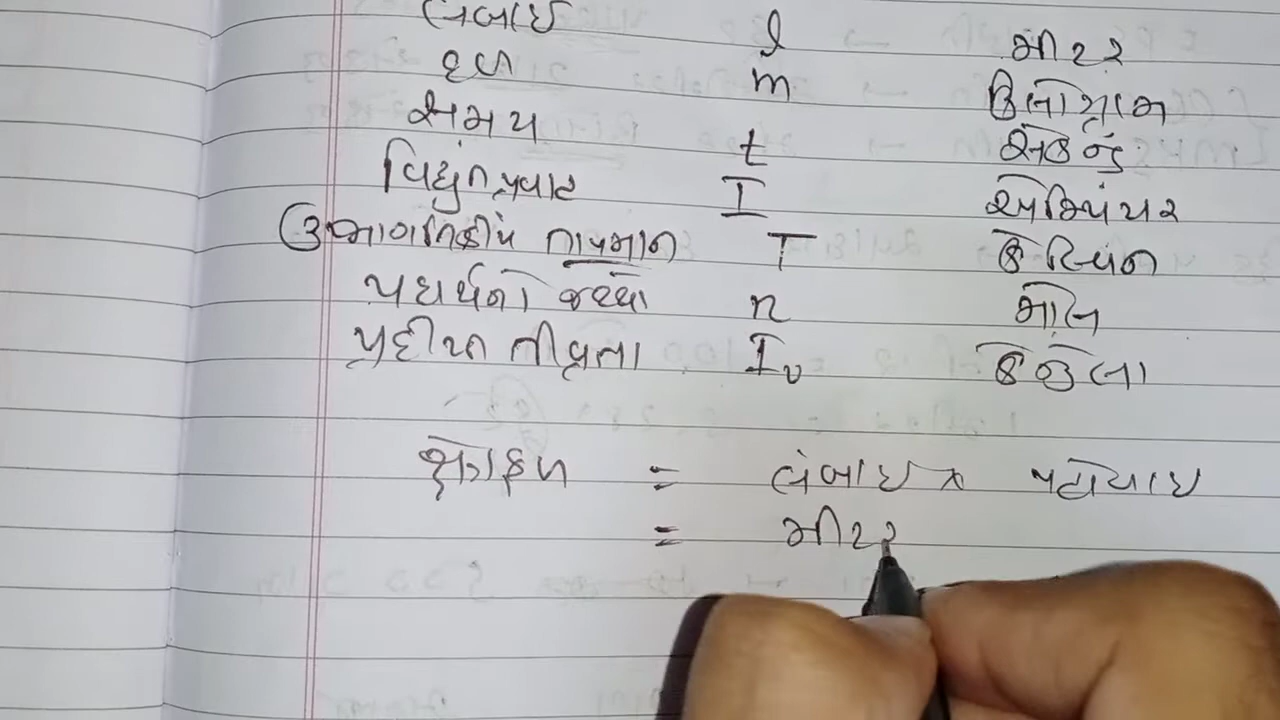 લંબાઈ l મીટર
દળ m કિલોગ્રામ
સમય t સેકન્ડ
વિદ્યુતપ્રવાહ I એમ્પિયર
ઉષ્માગતિકીય તાપમાન T કેલ્વિન
પદાર્થનો જથ્થો n મોલ
પ્રદીપ્ત તીવ્રતા Iv કેન્ડેલા
ક્ષેત્રફળ = લંબાઈ × પહોળાઈ
= મીટર